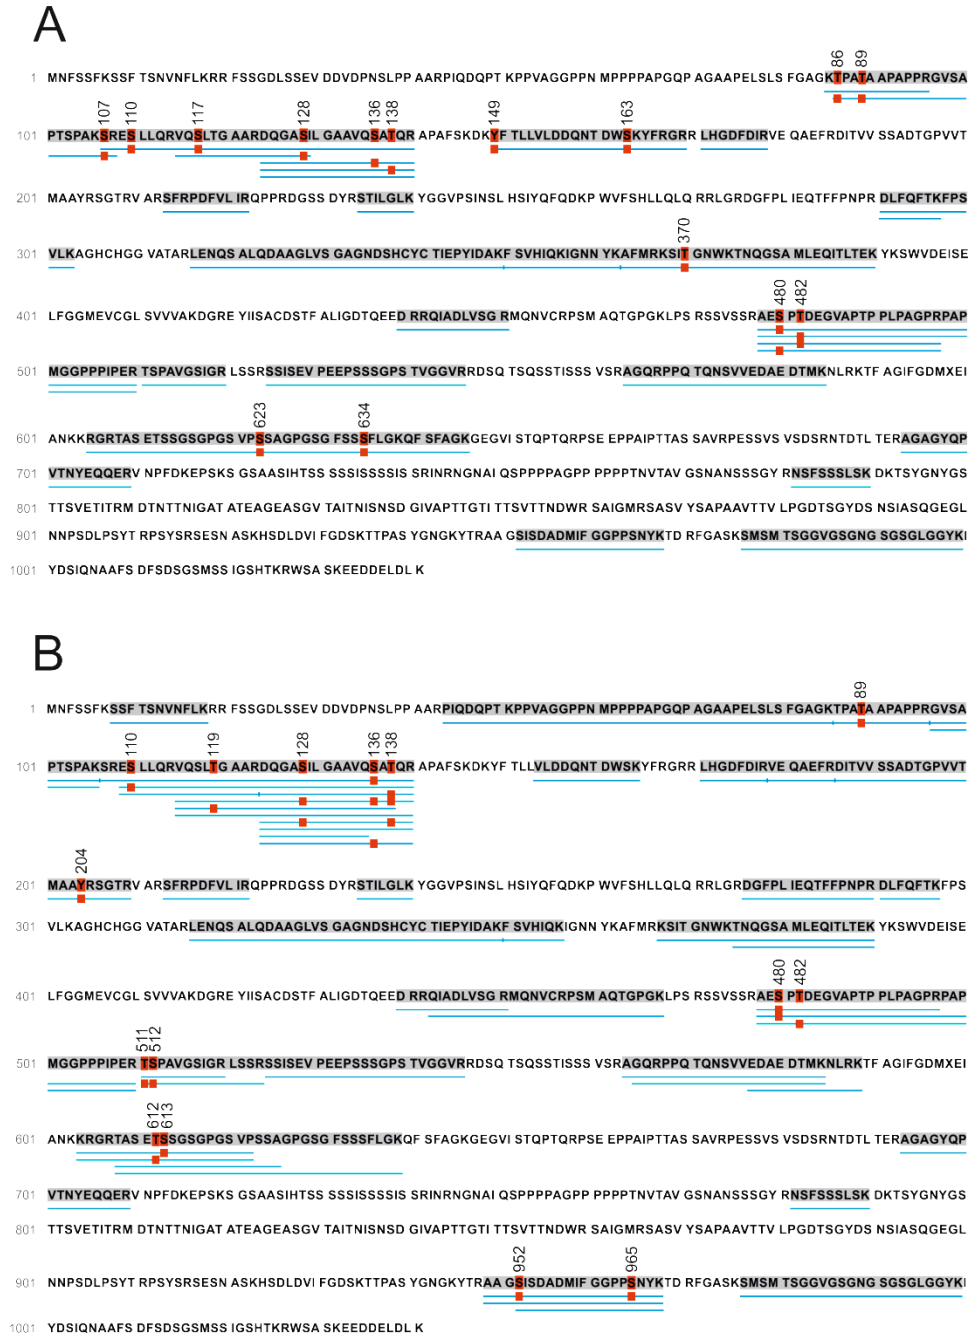 A
86 89
1 MNFSSFKSSF TSNVNFLKRR FSSGDLSSEV DDVDPNSLPP AARPIQDQPT KPPVAGGPPN MPPPPAPGQP AGAAPELSLS FGAGKTPATA APAPPRGVSA
107 110 117 128 136 138 149 163
101 PTSPAKSRES LLQRVQSLTG AARDQGASIL GAAVQSATQR APAFSKDKYF TLLVLDDQNT DWSKYFRGRR LHGDFDIRVE QAEFRDITVV SSADTGPVVT
201 MAAYRSGTRV ARSFRPDFVL IRQPPRDGSS DYRSTILGLK YGGVPSINSL HSIYQFQDKP WVFSHLLQLQ RRLGRDGFPL IEQTFFPNPR DLFQFTKFPS
370
301 VLKAGHCHGG VATARLENQS ALQDAAGLVS GAGNDSHCYC TIEPYIDAKF SVHIQKIGNN YKAFMRKSIT GNWKTNQGSA MLEQITLTEK YKSWVDEISE
480 482
401 LFGGMEVCGL SVVVAKDGRE YIISACDSTF ALIGDTQEED RRQIADLVSG RMQNVCRPSM AQTGPGKLPS RSSVSSRAES PTDEGVAPTP PLPAGPRPAP
501 MGGPPPIPER TSPAVGSIGR LSSRSSISEV PEEPSSSGPS TVGGVRRDSQ TSQSSTISSS VSRAGQRPPQ TQNSVVEDAE DTMKNLRKTF AGIFGDMXEI
623 634
601 ANKKRGRTAS ETSSGSGPGS VPSSAGPGSG FSSSFLGKQF SFAGKGEGVI STQPTQRPSE EPPAIPTTAS SAVRPESSVS VSDSRNTDTL TERAGAGYQP
701 VTNYEQQERV NPFDKEPSKS GSAASIHTSS SSSISSSSIS SRINRNGNAI QSPPPPAGPP PPPPTNVTAV GSNANSSSGY RNSFSSSLSK DKTSYGNYGS
801 TTSVETITRM DTNTTNIGAT ATEAGEASGV TAITNISNSD GIVAPTTGTI TTSVTTNDWR SAIGMRSASV YSAPAAVTTV LPGDTSGYDS NSIASQGEGL
901 NNPSDLPSYT RPSYSRSESN ASKHSDLDVI FGDSKTTPAS YGNGKYTRAA GSISDADMIF GGPPSNYKTD RFGASKSMSM TSGGVGSGNG SGSGLGGYKI
1001 YDSIQNAAFS DFSDSGSMSS IGSHTKRWSA SKEEDDELDL K
B
89
1 MNFSSFKSSF TSNVNFLKRR FSSGDLSSEV DDVDPNSLPP AARPIQDQPT KPPVAGGPPN MPPPPAPGQP AGAAPELSLS FGAGKTPATA APAPPRGVSA
110 119 128 136 138
101 PTSPAKSRES LLQRVQSLTG AARDQGASIL GAAVQSATQR APAFSKDKYF TLLVLDDQNT DWSKYFRGRR LHGDFDIRVE QAEFRDITVV SSADTGPVVT
204
201 MAAYRSGTRV ARSFRPDFVL IRQPPRDGSS DYRSTILGLK YGGVPSINSL HSIYQFQDKP WVFSHLLQLQ RRLGRDGFPLIEQTFFPNPR DLFQFTKFPS
301 VLKAGHCHGG VATARLENQS ALQDAAGLVS GAGNDSHCYC TIEPYIDAKF SVHIQKIGNN YKAFMRKSIT GNWKTNQGSA MLEQITLTEK YKSWVDEISE
480 482
401 LFGGMEVCGL SVVVAKDGRE YIISACDSTF ALIGDTQEED RRQIADLVSG RMQNVCRPSM AQTGPGKLPS RSSVSSRAES PTDEGVAPTP PLPAGPRPAP
511 512
501 MGGPPPIPER TSPAVGSIGR LSSRSSISEV PEEPSSSGPS TVGGVRRDSQ TSQSSTISSS VSRAGQRPPQ TQNSVVEDAE DTMKNLRKTF AGIFGDMXEI
612 613
601 ANKKRGRTAS ETSSGSGPGS VPSSAGPGSG FSSSFLGKQF SFAGKGEGVI STQPTQRPSE EPPAIPTTAS SAVRPESSVS VSDSRNTDTL TERAGAGYQP
701 VTNYEQQERV NPFDKEPSKS GSAASIHTSS SSSISSSSIS SRINRNGNAI QSPPPPAGPP PPPPTNVTAV GSNANSSSGY RNSFSSSLSK DKTSYGNYGS
801 TTSVETITRM DTNTTNIGAT ATEAGEASGV TAITNISNSD GIVAPTTGTI TTSVTTNDWR SAIGMRSASV YSAPAAVTTV LPGDTSGYDS NSIASQGEGL
952 965
901 NNPSDLPSYT RPSYSRSESN ASKHSDLDVI FGDSKTTPAS YGNGKYTRAA GSISDADMIF GGPPSNYKTD RFGASKSMSM TSGGVGSGNG SGSGLGGYKI
1001 YDSIQNAAFS DFSDSGSMSS IGSHTKRWSA SKEEDDELDL K